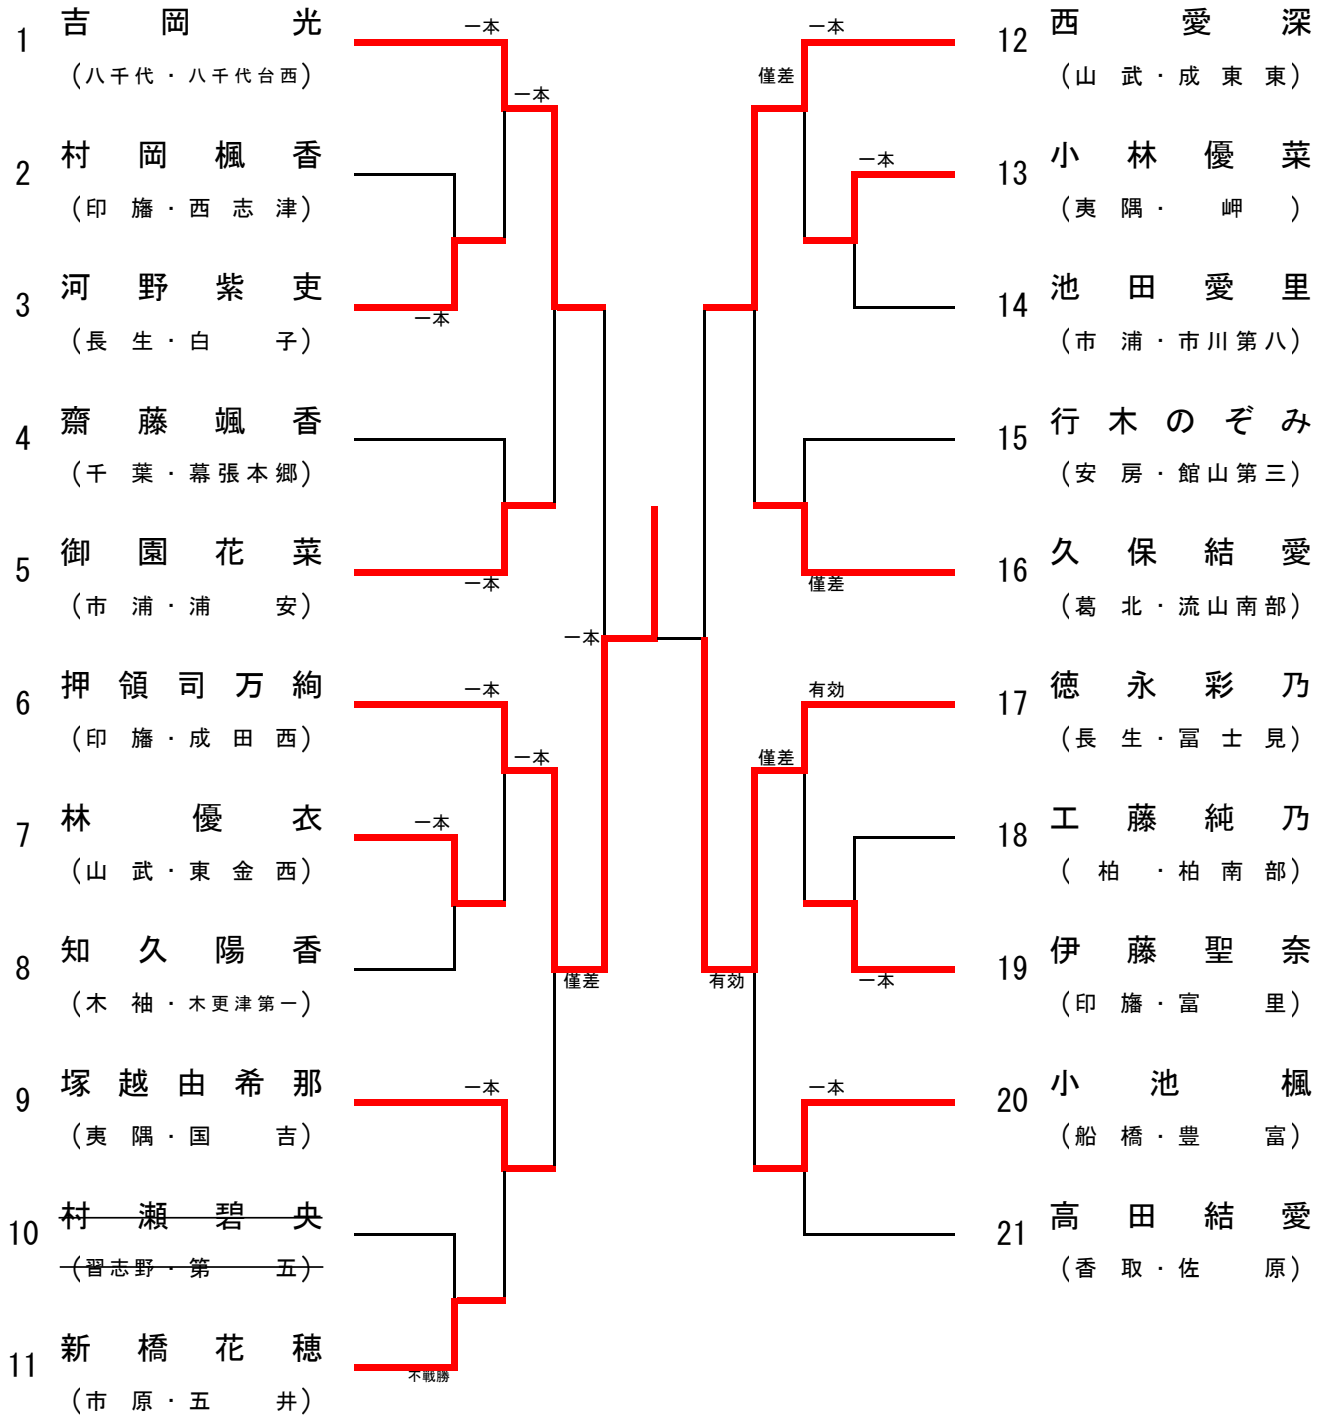 1 吉岡光
(八千代・八千代台西)
2 村岡楓香
(印旛・西志津)
3 河野紫吏
(長生・白子)
4 齋藤颯香
(千葉・幕張本郷)
5 御園花菜
(市浦・浦安)
6 押領司万絢
(印旛・成田西)
7 林優衣
(山武・東金西)
8 知久陽香
(木袖・木更津第一)
9 塚越由希那
(夷隅・国吉)
10 村瀬碧央
(習志野・第五)
11 新橋花穂
(市原・五井)
一本
一本
一本
一本
一本
一本
一本
一本
僅差
一本
不戦勝
一本
僅差
一本
僅差
有効
僅差
有効
一本
一本
12 西愛深
(山武・成東東)
13 小林優菜
(夷隅・岬)
14 池田愛里
(市浦・市川第八)
15 行木のぞみ
(安房・館山第三)
16 久保結愛
(葛北・流山南部)
17 徳永彩乃
(長生・冨士見)
18 工藤純乃
(柏・柏南部)
19 伊藤聖奈
(印旛・富里)
20 小池楓
(船橋・豊富)
21 高田結愛
(香取・佐原)